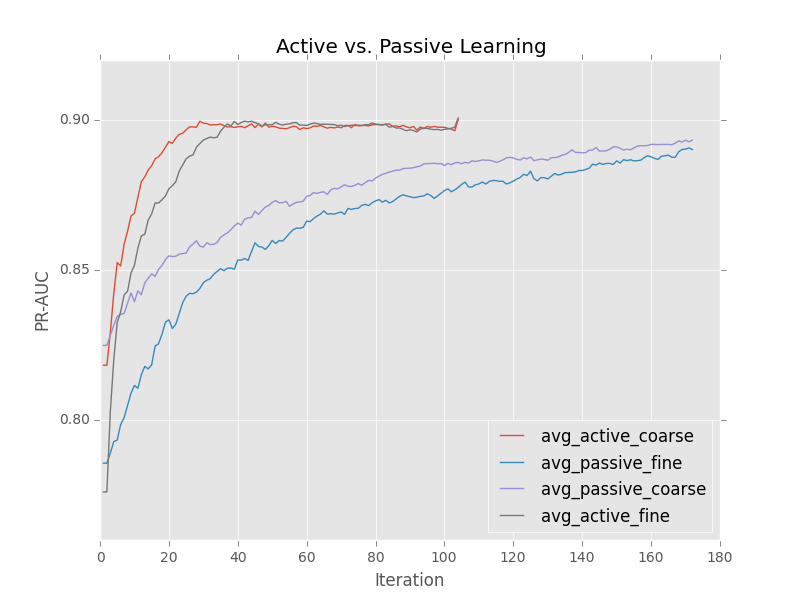 Active vs. Passive Learning
0.90
0.85
0.80
PR-AUC
avg_active_coarse
avg_passive_fine
avg_passive_coarse
avg_active_fine
0 20 40 60 80 100 120 140 160 180
Iteration